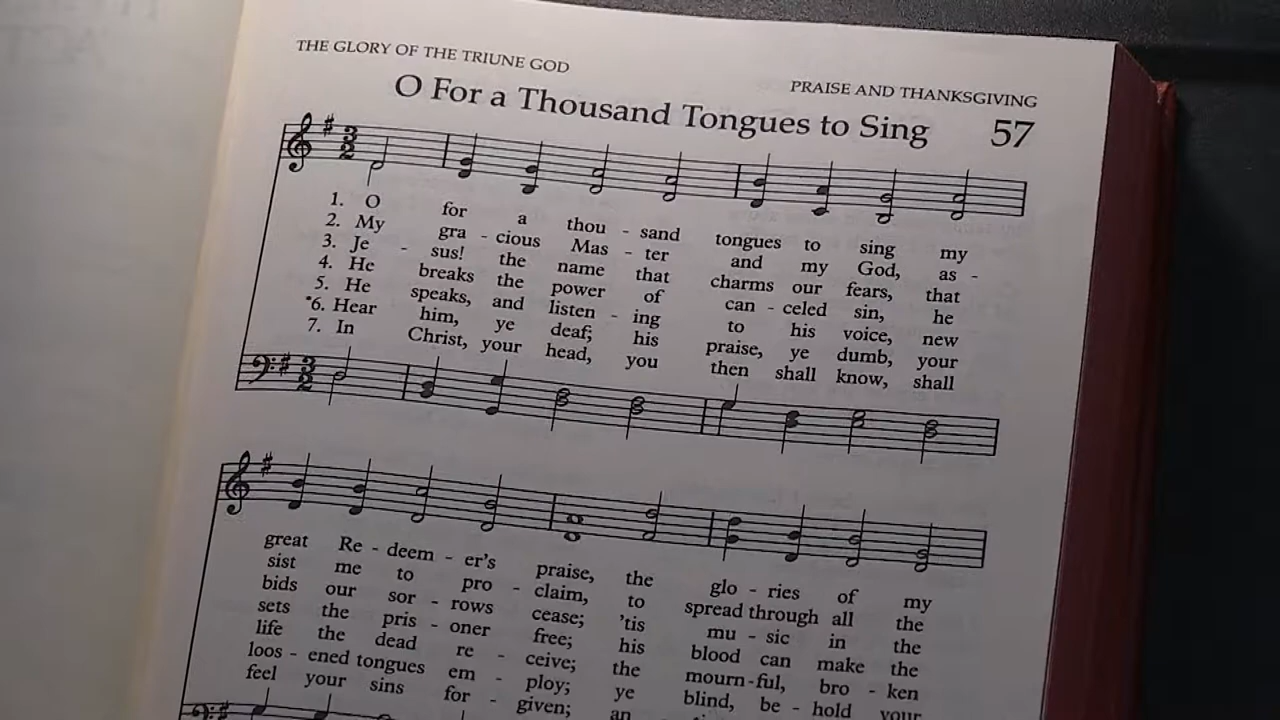 THE GLORY OF THE TRIUNE GOD
PRAISE AND THANKSGIVING
O For a Thousand Tongues to Sing 57
3 2
1. O for a thou - sand tongues to sing my
2. My gra - cious Mas - ter and my God, as -
3. Je - sus! the name that charms our fears, that
4. He breaks the power of can - celed sin, he
5. He speaks, and listen - ing to his voice, new
*6. Hear him, ye deaf; his praise, ye dumb, your
7. In Christ, your head, you then shall know, shall
3 2
great Re - deem - er's praise, the glo - ries of my
sist me to pro - claim, to spread through all the
bids our sor - rows cease; 'tis mu - sic in the
sets the pris - oner free; his blood can make the
life the dead re - ceive; the mourn - ful, bro - ken
loos - ened tongues em - ploy; ye blind, be - hold your
feel your sins for - given; an